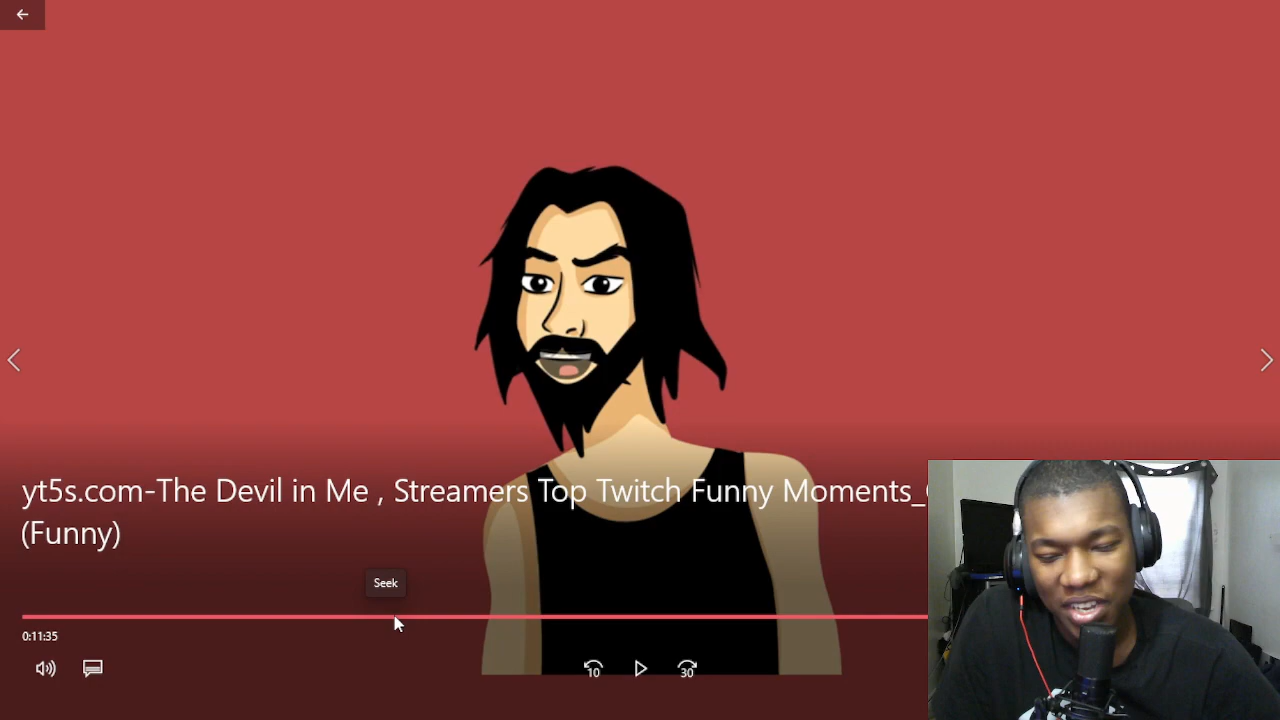 yt5s.com-The Devil in Me , Streamers Top Twitch Funny Moments_
(Funny)
Seek
0:11:35
10
30